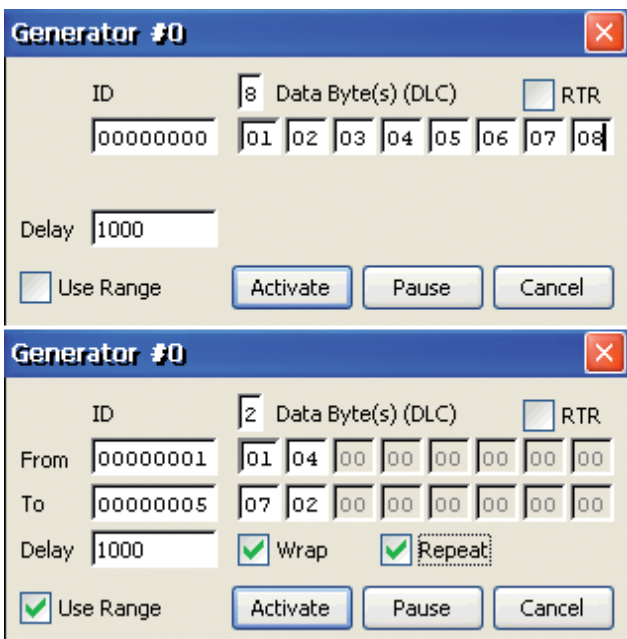 Generator #0
ID 8 Data Byte(s) (DLC) RTR
00000000 01 02 03 04 05 06 07 08
Delay 1000
Use Range Activate Pause Cancel
Generator #0
ID 2 Data Byte(s) (DLC) RTR
From 00000001 01 04 00 00 00 00 00 00
To 00000005 07 02 00 00 00 00 00 00
Delay 1000 Wrap Repeat
Use Range Activate Pause Cancel